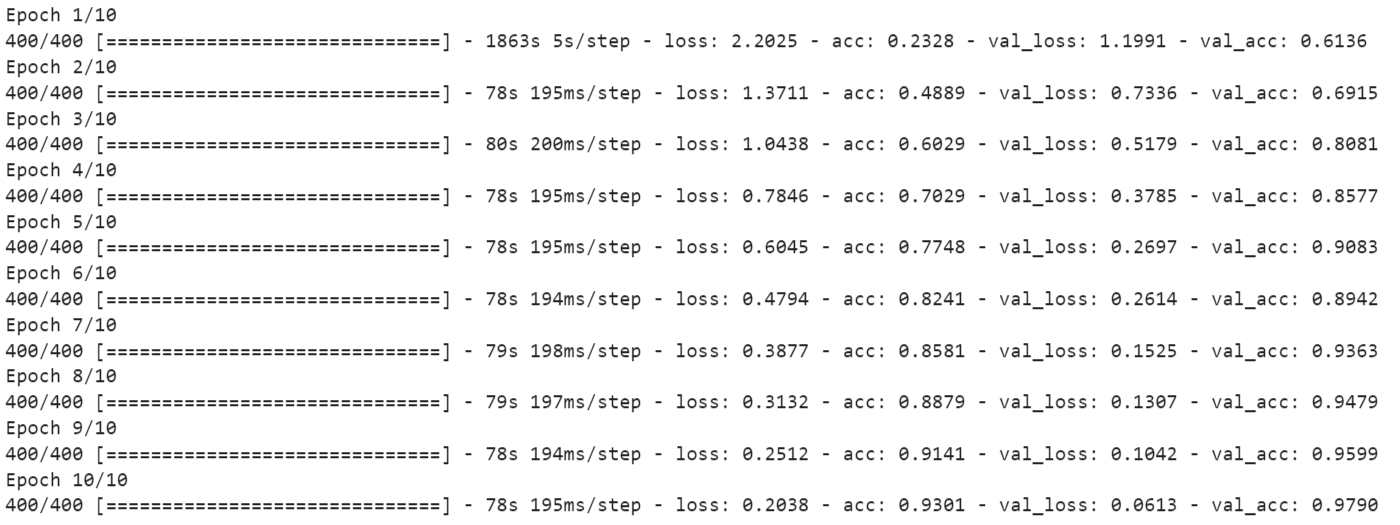 Epoch 1/10
400/400 [==============================] - 1863s 5s/step - loss: 2.2025 - acc: 0.2328 - val_loss: 1.1991 - val_acc: 0.6136
Epoch 2/10
400/400 [==============================] - 78s 195ms/step - loss: 1.3711 - acc: 0.4889 - val_loss: 0.7336 - val_acc: 0.6915
Epoch 3/10
400/400 [==============================] - 80s 200ms/step - loss: 1.0438 - acc: 0.6029 - val_loss: 0.5179 - val_acc: 0.8081
Epoch 4/10
400/400 [==============================] - 78s 195ms/step - loss: 0.7846 - acc: 0.7029 - val_loss: 0.3785 - val_acc: 0.8577
Epoch 5/10
400/400 [==============================] - 78s 195ms/step - loss: 0.6045 - acc: 0.7748 - val_loss: 0.2697 - val_acc: 0.9083
Epoch 6/10
400/400 [==============================] - 78s 194ms/step - loss: 0.4794 - acc: 0.8241 - val_loss: 0.2614 - val_acc: 0.8942
Epoch 7/10
400/400 [==============================] - 79s 198ms/step - loss: 0.3877 - acc: 0.8581 - val_loss: 0.1525 - val_acc: 0.9363
Epoch 8/10
400/400 [==============================] - 79s 197ms/step - loss: 0.3132 - acc: 0.8879 - val_loss: 0.1307 - val_acc: 0.9479
Epoch 9/10
400/400 [==============================] - 78s 194ms/step - loss: 0.2512 - acc: 0.9141 - val_loss: 0.1042 - val_acc: 0.9599
Epoch 10/10
400/400 [==============================] - 78s 195ms/step - loss: 0.2038 - acc: 0.9301 - val_loss: 0.0613 - val_acc: 0.9790